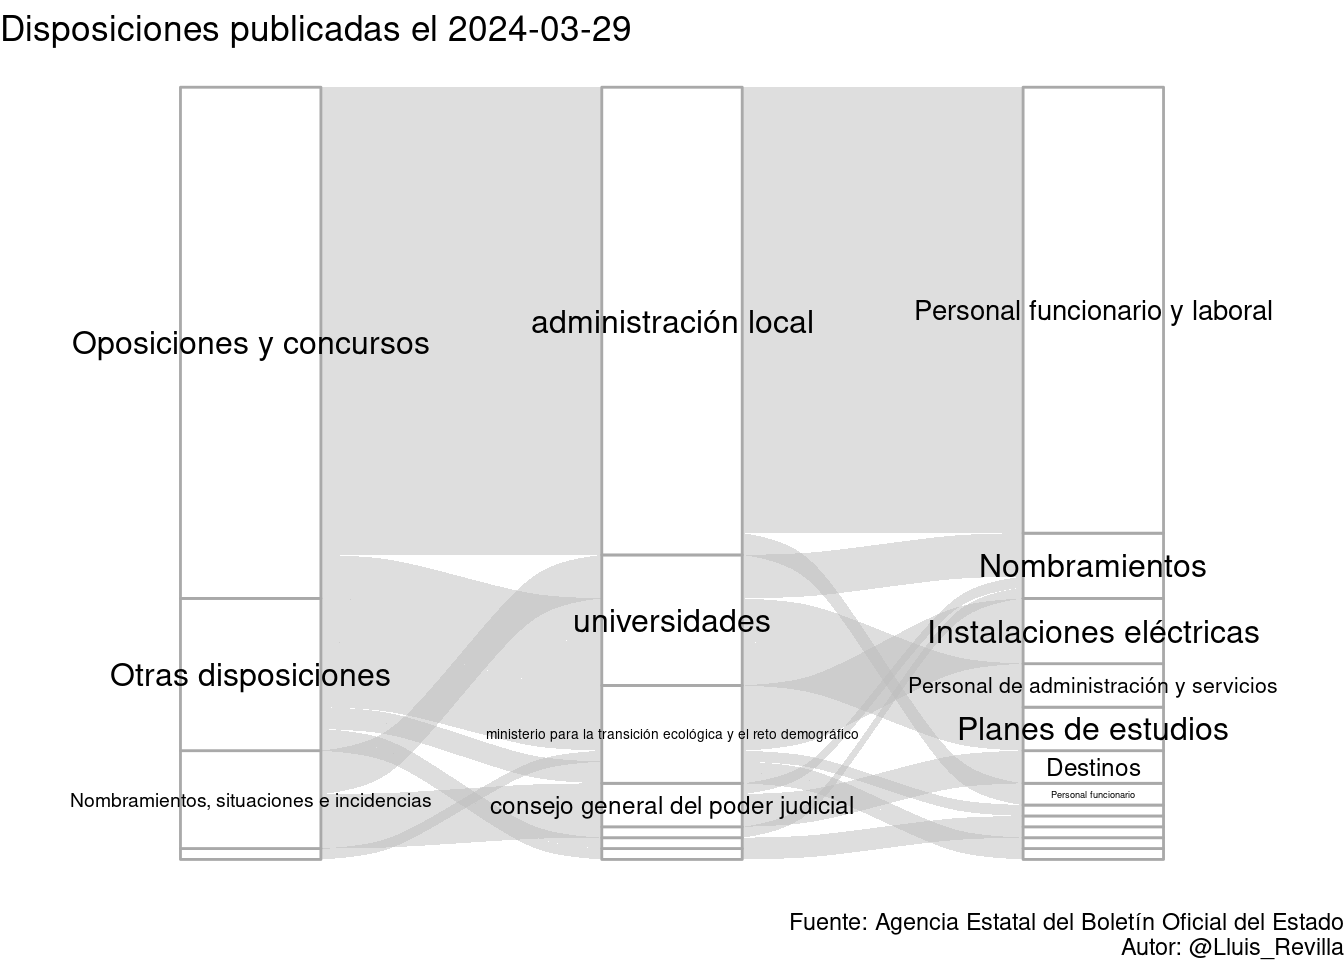 Disposiciones publicadas el 2024-03-29
Oposiciones y concursos
Otras disposiciones
Nombramientos, situaciones e incidencias
administración local
universidades
ministerio para la transición ecológica y el reto demográfico
consejo general del poder judicial
Personal funcionario y laboral
Nombramientos
Instalaciones eléctricas
Personal de administración y servicios
Planes de estudios
Destinos
Personal funcionario
Fuente: Agencia Estatal del Boletín Oficial del Estado
Autor: @Lluis_Revilla